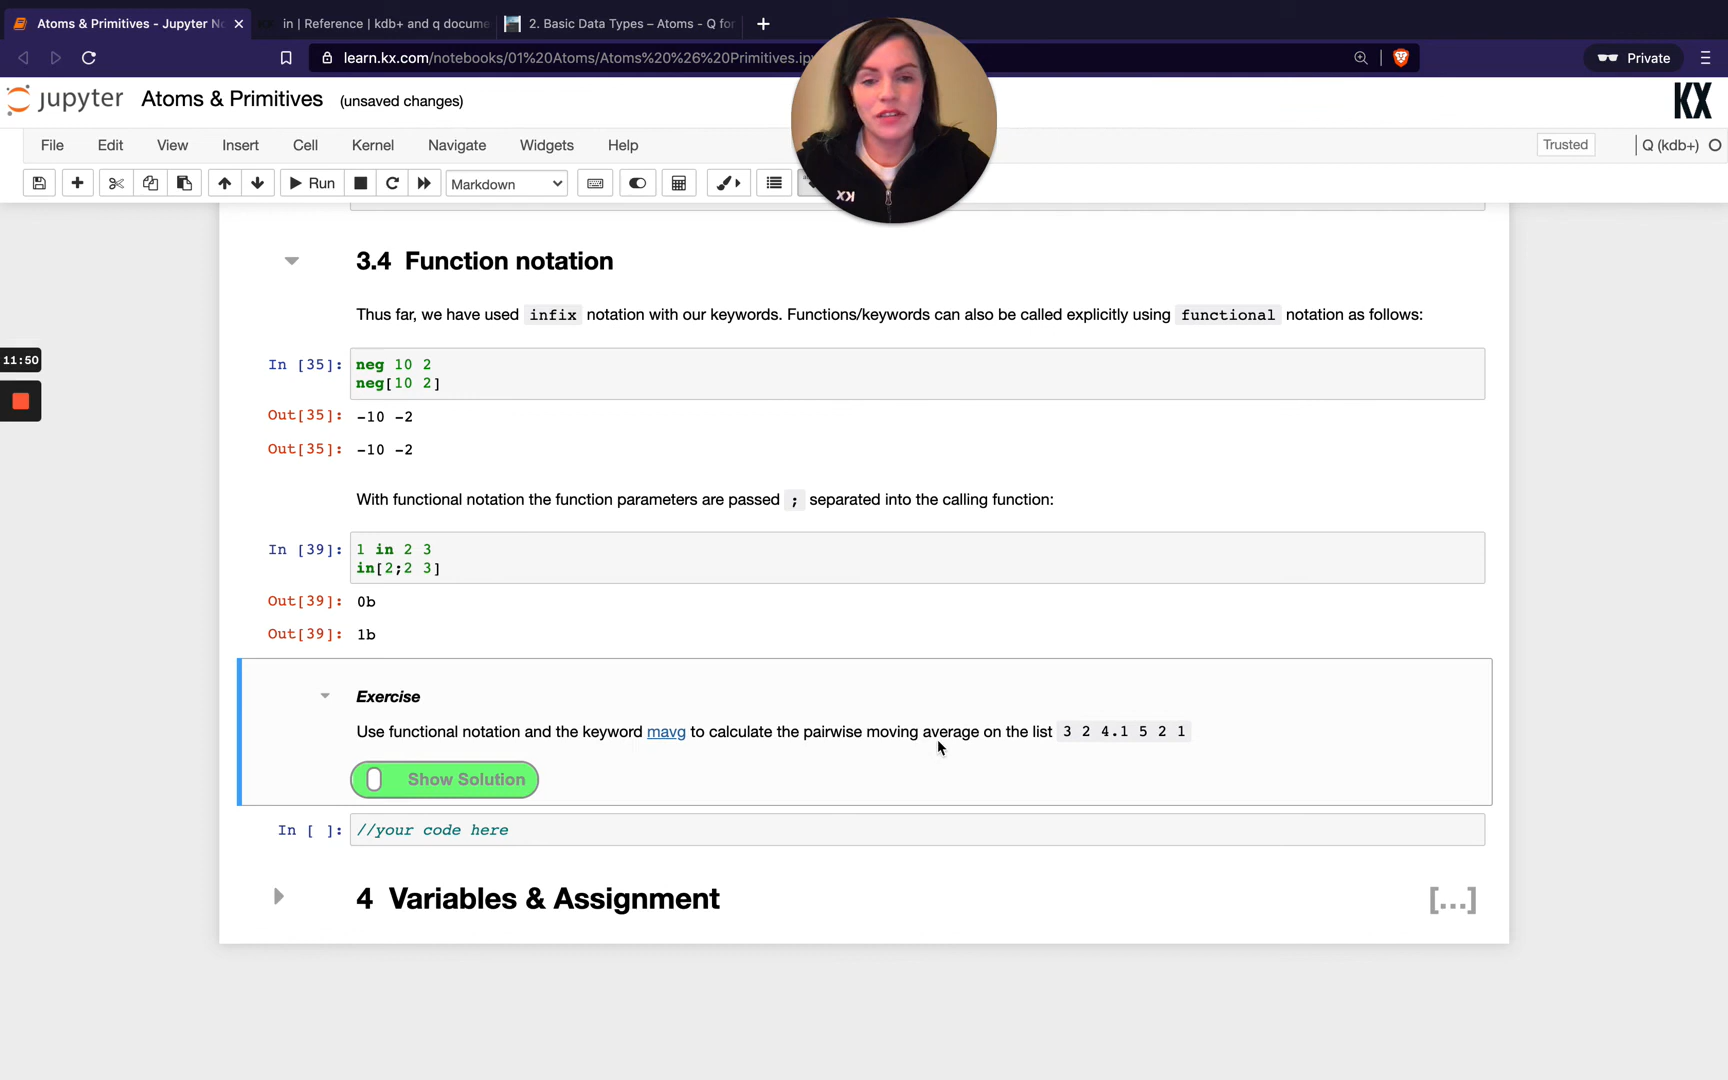 Atoms & Primitives - Jupyter No
in | Reference | kdb+ and q docume
2. Basic Data Types – Atoms - Q for
learn.kx.com/notebooks/01%20Atoms/Atoms%20%26%20Primitives.ip
Private
jupyter Atoms & Primitives (unsaved changes)
KX
File Edit View Insert Cell Kernel Navigate Widgets Help
Trusted
Q (kdb+)
Run
Markdown
KX
3.4 Function notation
Thus far, we have used infix notation with our keywords. Functions/keywords can also be called explicitly using functional notation as follows:
11:50
In [35]: neg 10 2
neg[10 2]
Out[35]: -10 -2
Out[35]: -10 -2
With functional notation the function parameters are passed ; separated into the calling function:
In [39]: 1 in 2 3
in[2;2 3]
Out[39]: 0b
Out[39]: 1b
Exercise
Use functional notation and the keyword mavg to calculate the pairwise moving average on the list 3 2 4.1 5 2 1
Show Solution
In [ ]: //your code here
4 Variables & Assignment
[...]